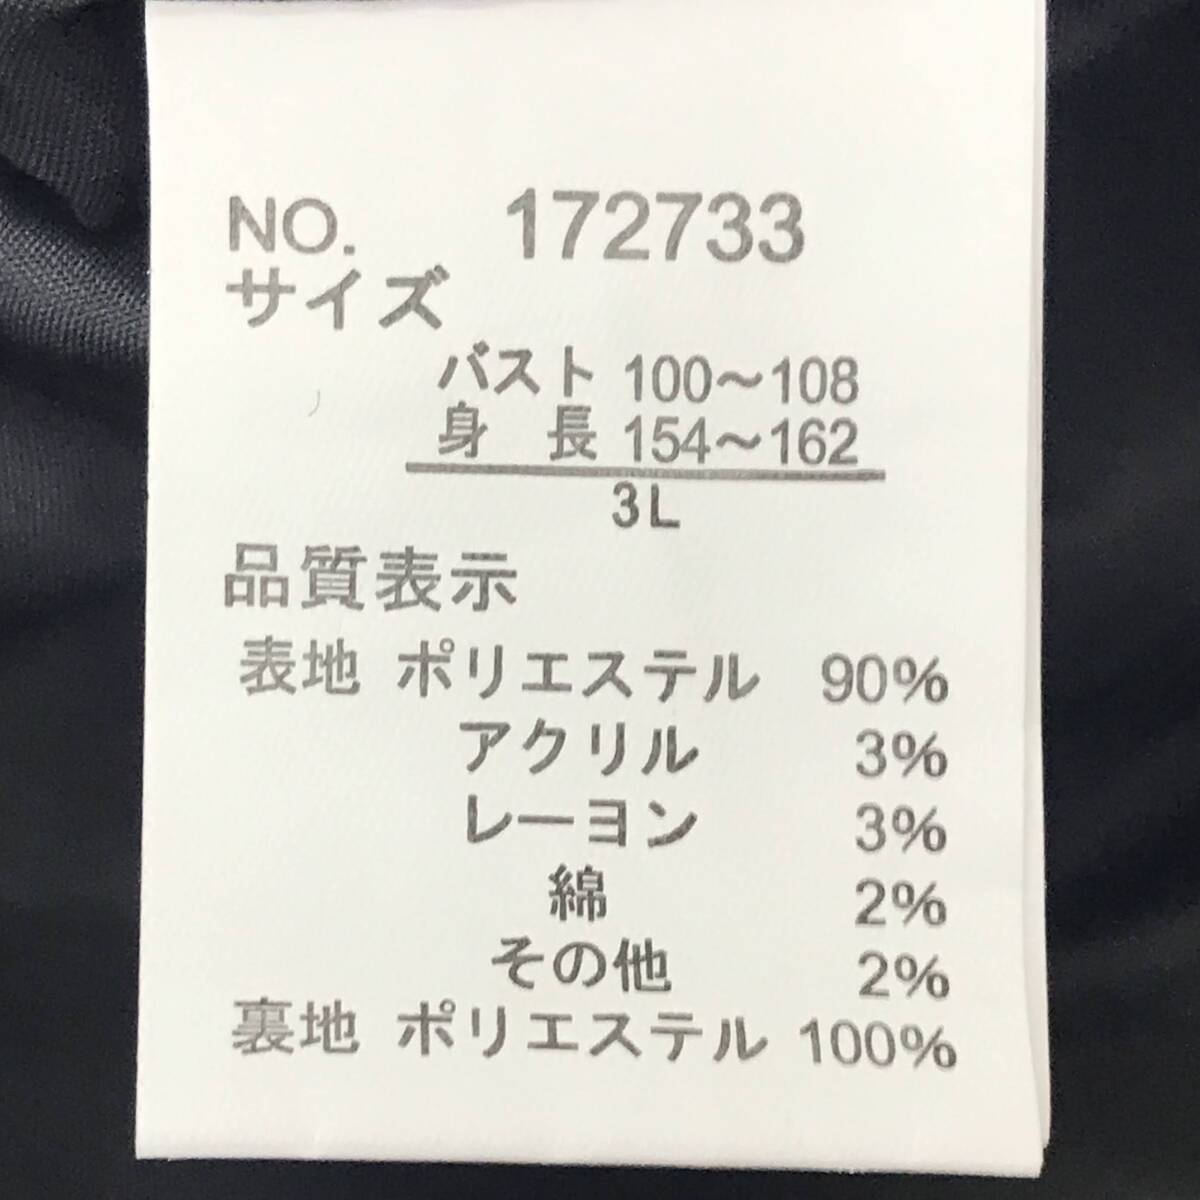 NO. 172733
サイズ
バスト 100～108
身 長 154～162
3L
品質表示
表地 ポリエステル 90%
アクリル 3%
レーヨン 3%
綿 2%
その他 2%
裏地 ポリエステル 100%